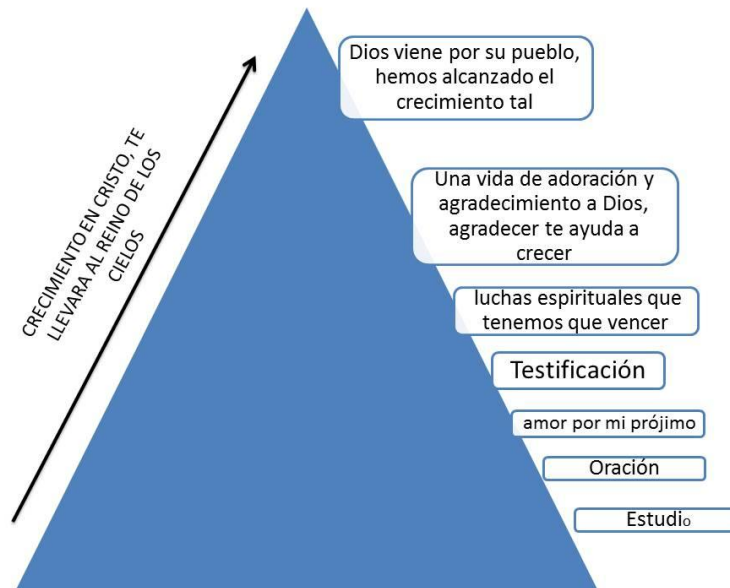 CRECIMIENTO EN CRISTO, TE
LLEVARA AL REINO DE LOS
CIELOS
Dios viene por su pueblo,
hemos alcanzado el
crecimiento tal
Una vida de adoración y
agradecimiento a Dios,
agradecer te ayuda a
crecer
luchas espirituales que
tenemos que vencer
Testificación
amor por mi prójimo
Oración
Estudio